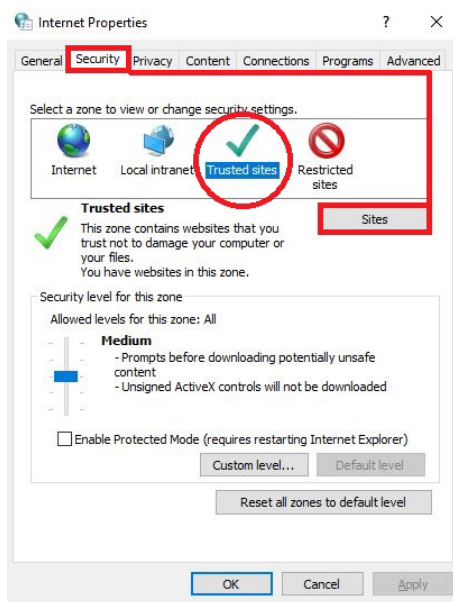 Internet Properties
?
General Security Privacy Content Connections Programs Advanced
Select a zone to view or change security settings.
Internet
Local intranet
Trusted sites
Restricted
sites
Trusted sites
This zone contains websites that you
trust not to damage your computer or
your files.
You have websites in this zone.
Sites
Security level for this zone
Allowed levels for this zone: All
Medium
- Prompts before downloading potentially unsafe
content
- Unsigned ActiveX controls will not be downloaded
Enable Protected Mode (requires restarting Internet Explorer)
Custom level...
Default level
Reset all zones to default level
OK
Cancel
Apply